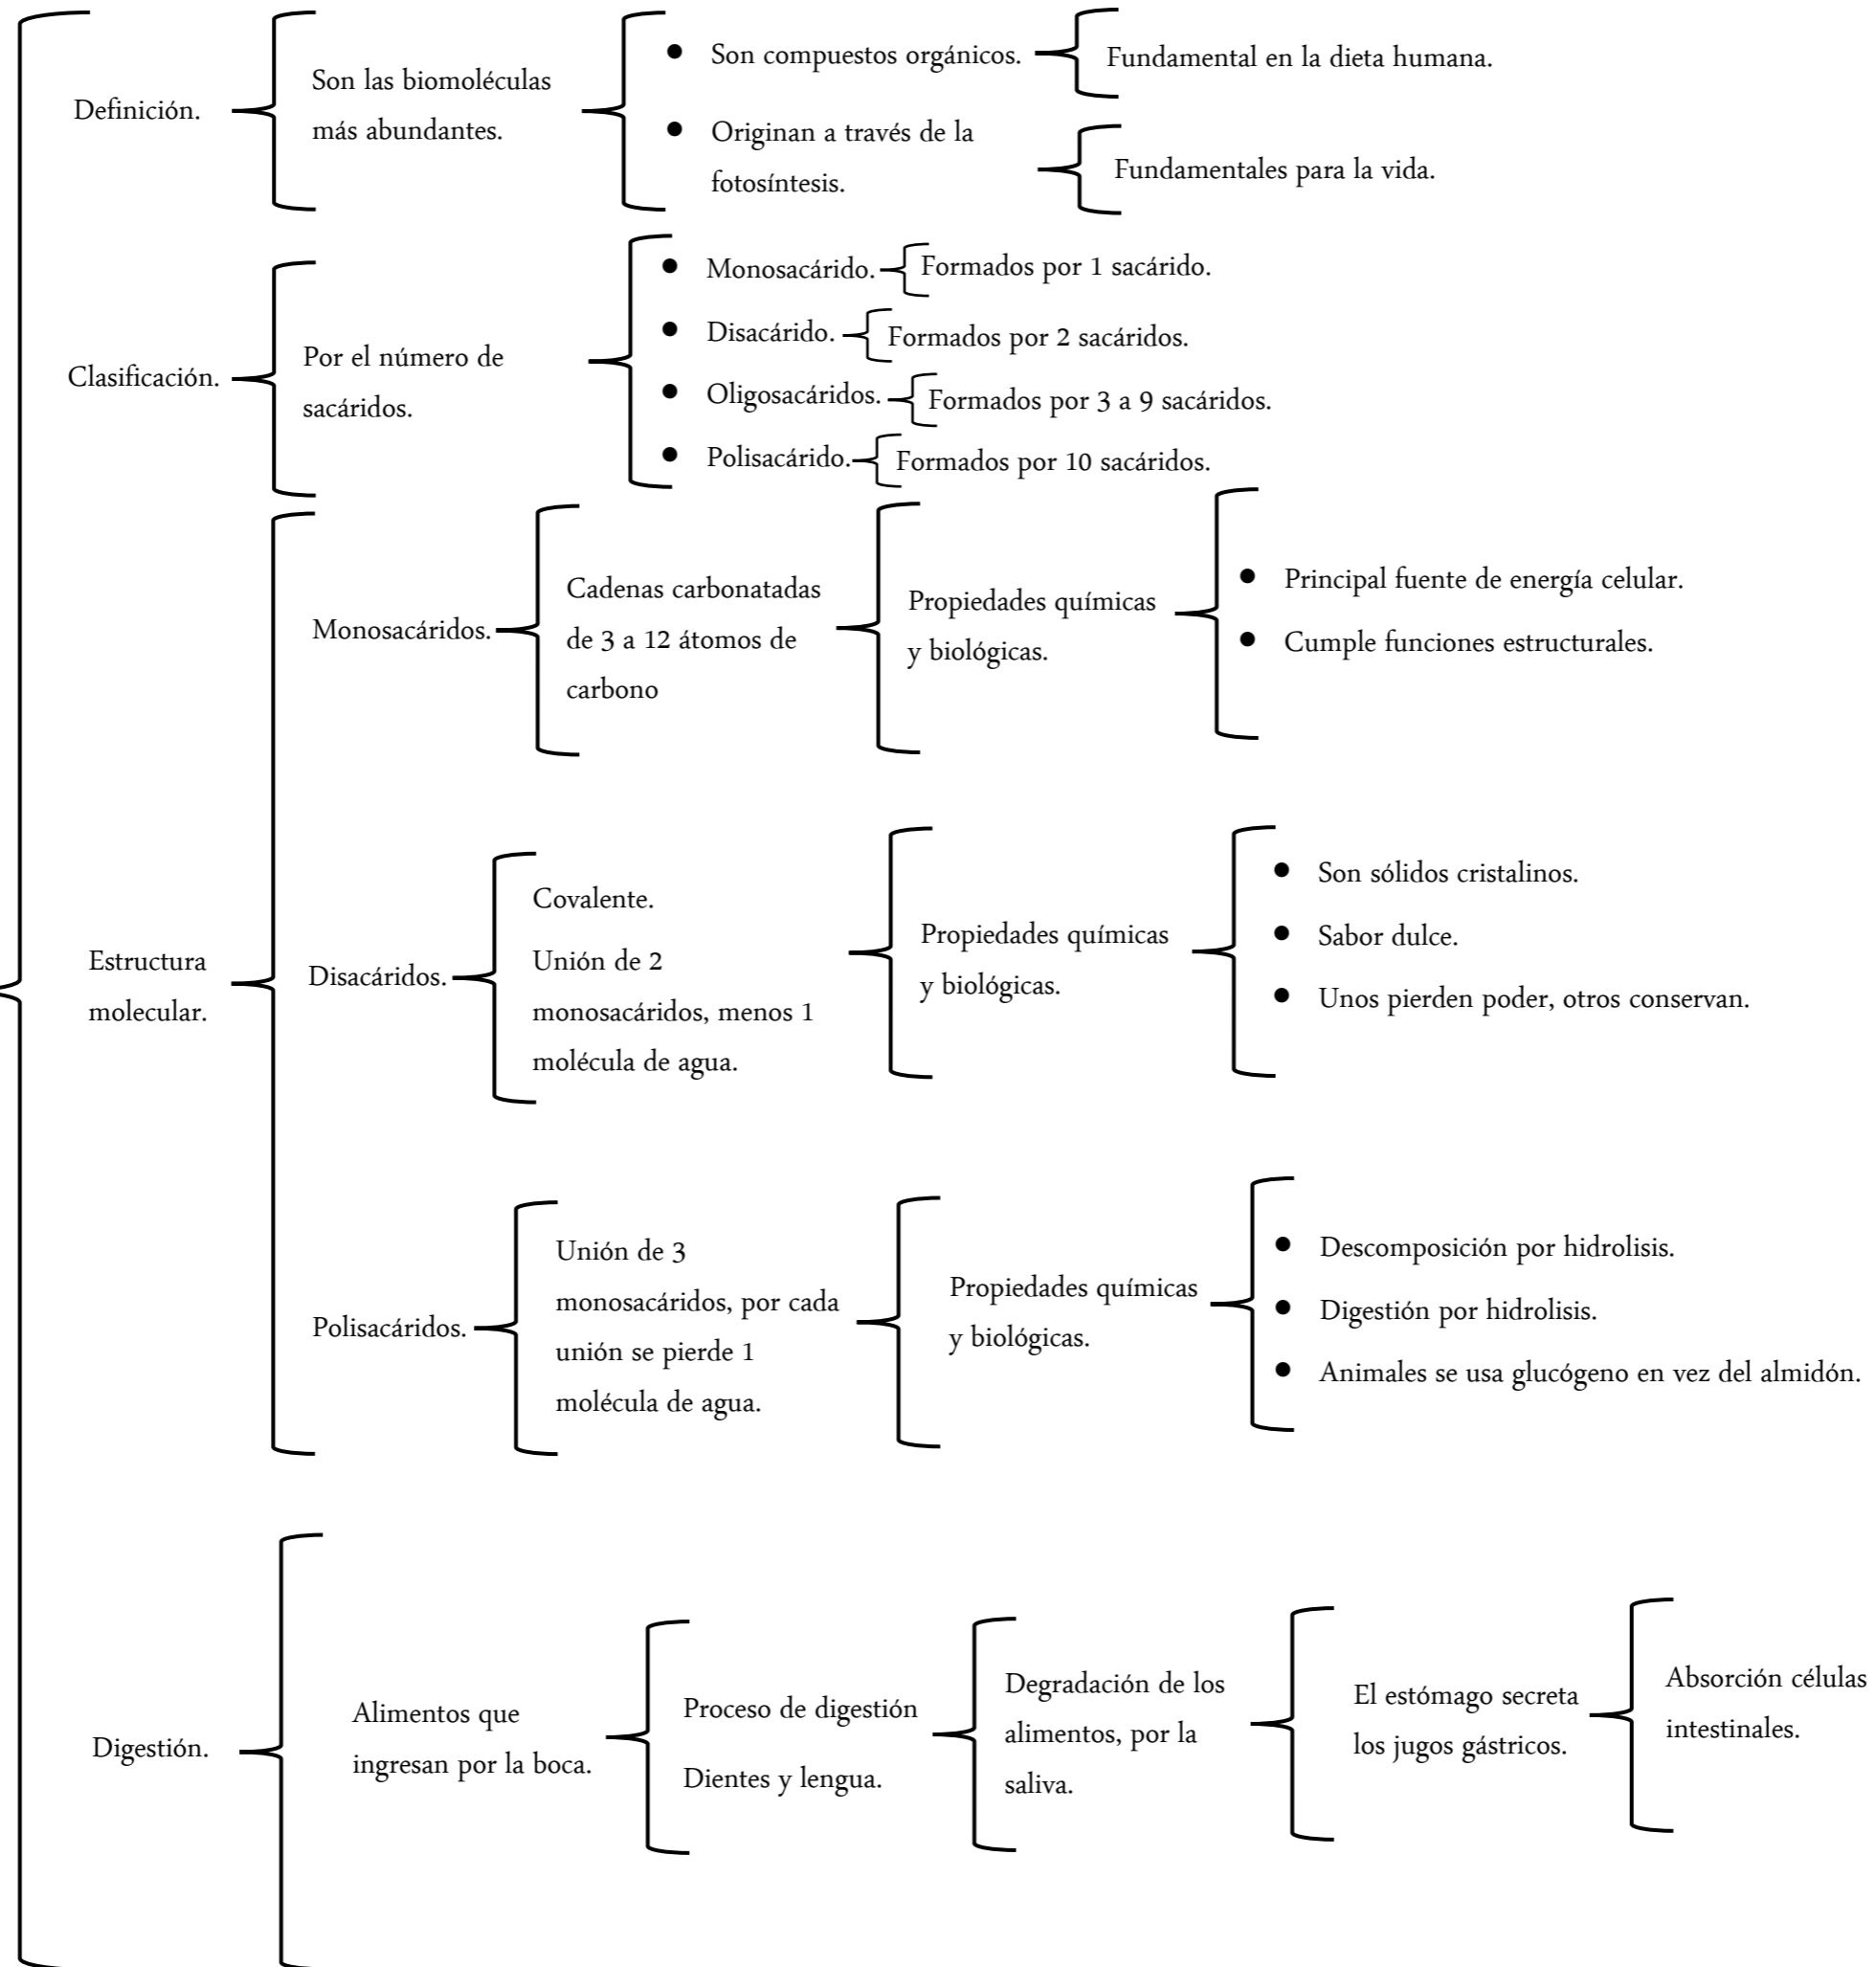 Definición.
Son las biomoléculas
más abundantes.
● Son compuestos orgánicos.
Fundamental en la dieta humana.
● Originan a través de la
fotosíntesis.
Fundamentales para la vida.
Clasificación.
Por el número de
sacáridos.
● Monosacárido.
Formados por 1 sacárido.
● Disacárido.
Formados por 2 sacáridos.
● Oligosacáridos.
Formados por 3 a 9 sacáridos.
● Polisacárido.
Formados por 10 sacáridos.
Estructura
molecular.
Monosacáridos.
Cadenas carbonatadas
de 3 a 12 átomos de
carbono
Propiedades químicas
y biológicas.
● Principal fuente de energía celular.
● Cumple funciones estructurales.
Disacáridos.
Covalente.
Unión de 2
monosacáridos, menos 1
molécula de agua.
Propiedades químicas
y biológicas.
● Son sólidos cristalinos.
● Sabor dulce.
● Unos pierden poder, otros conservan.
Polisacáridos.
Unión de 3
monosacáridos, por cada
unión se pierde 1
molécula de agua.
Propiedades químicas
y biológicas.
● Descomposición por hidrolisis.
● Digestión por hidrolisis.
● Animales se usa glucógeno en vez del almidón.
Digestión.
Alimentos que
ingresan por la boca.
Proceso de digestión
Dientes y lengua.
Degradación de los
alimentos, por la
saliva.
El estómago secreta
los jugos gástricos.
Absorción células
intestinales.